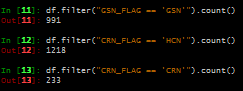 In [11]: df.filter("GSN_FLAG == 'GSN'").count()
Out[11]: 991
In [12]: df.filter("CRN_FLAG == 'HCN'").count()
Out[12]: 1218
In [13]: df.filter("CRN_FLAG == 'CRN'").count()
Out[13]: 233